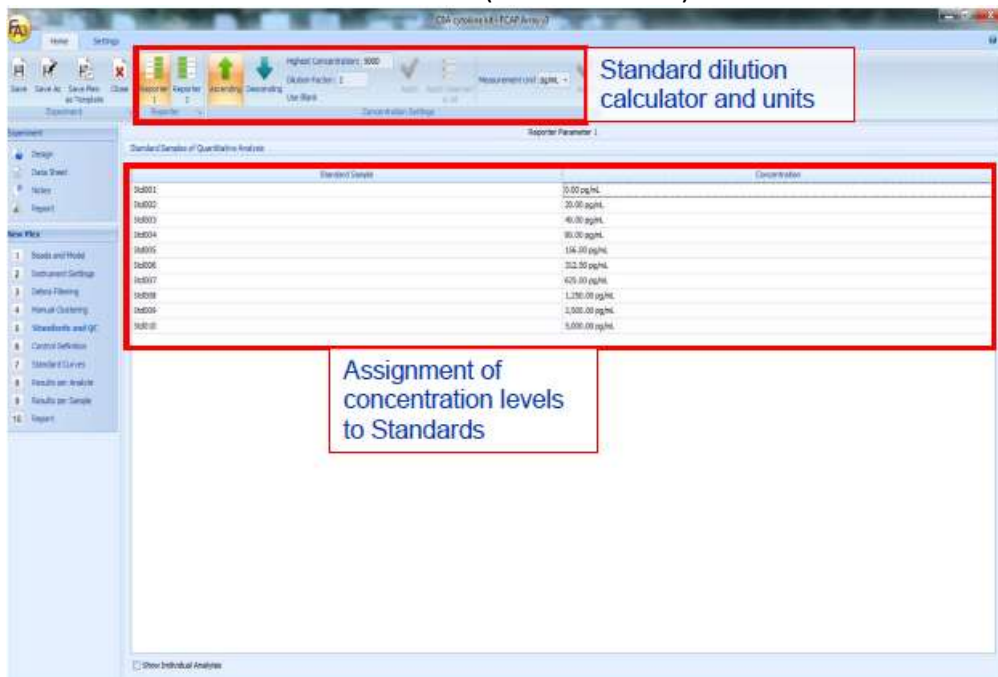 CBA cytokine kit - FCAP Array v3
Home Settings
Save Save As Save Plex as Template Close
Reporter 1 Reporter 2 Ascending Descending
Highest Concentration: 5000
Dilution Factor: 2
Use Blank
Measurement Unit pg/mL
Experiment Reporter Concentration Settings
Standard dilution
calculator and units
Reporter Parameter 1
Standard Samples of Quantitative Analysis
Standard Sample Concentration
Std001 0.00 pg/mL
Std002 20.00 pg/mL
Std003 40.00 pg/mL
Std004 80.00 pg/mL
Std005 156.00 pg/mL
Std006 312.50 pg/mL
Std007 625.00 pg/mL
Std008 1,250.00 pg/mL
Std009 2,500.00 pg/mL
Std010 5,000.00 pg/mL
Experiment
Design
Data Sheet
Notes
Report
New Plex
1 Beads and Model
2 Instrument Settings
3 Debris Filtering
4 Manual Clustering
5 Standards and QC
6 Control Definition
7 Standard Curves
8 Results per Analyte
9 Results per Sample
10 Report
Assignment of
concentration levels
to Standards
Show Individual Analytes